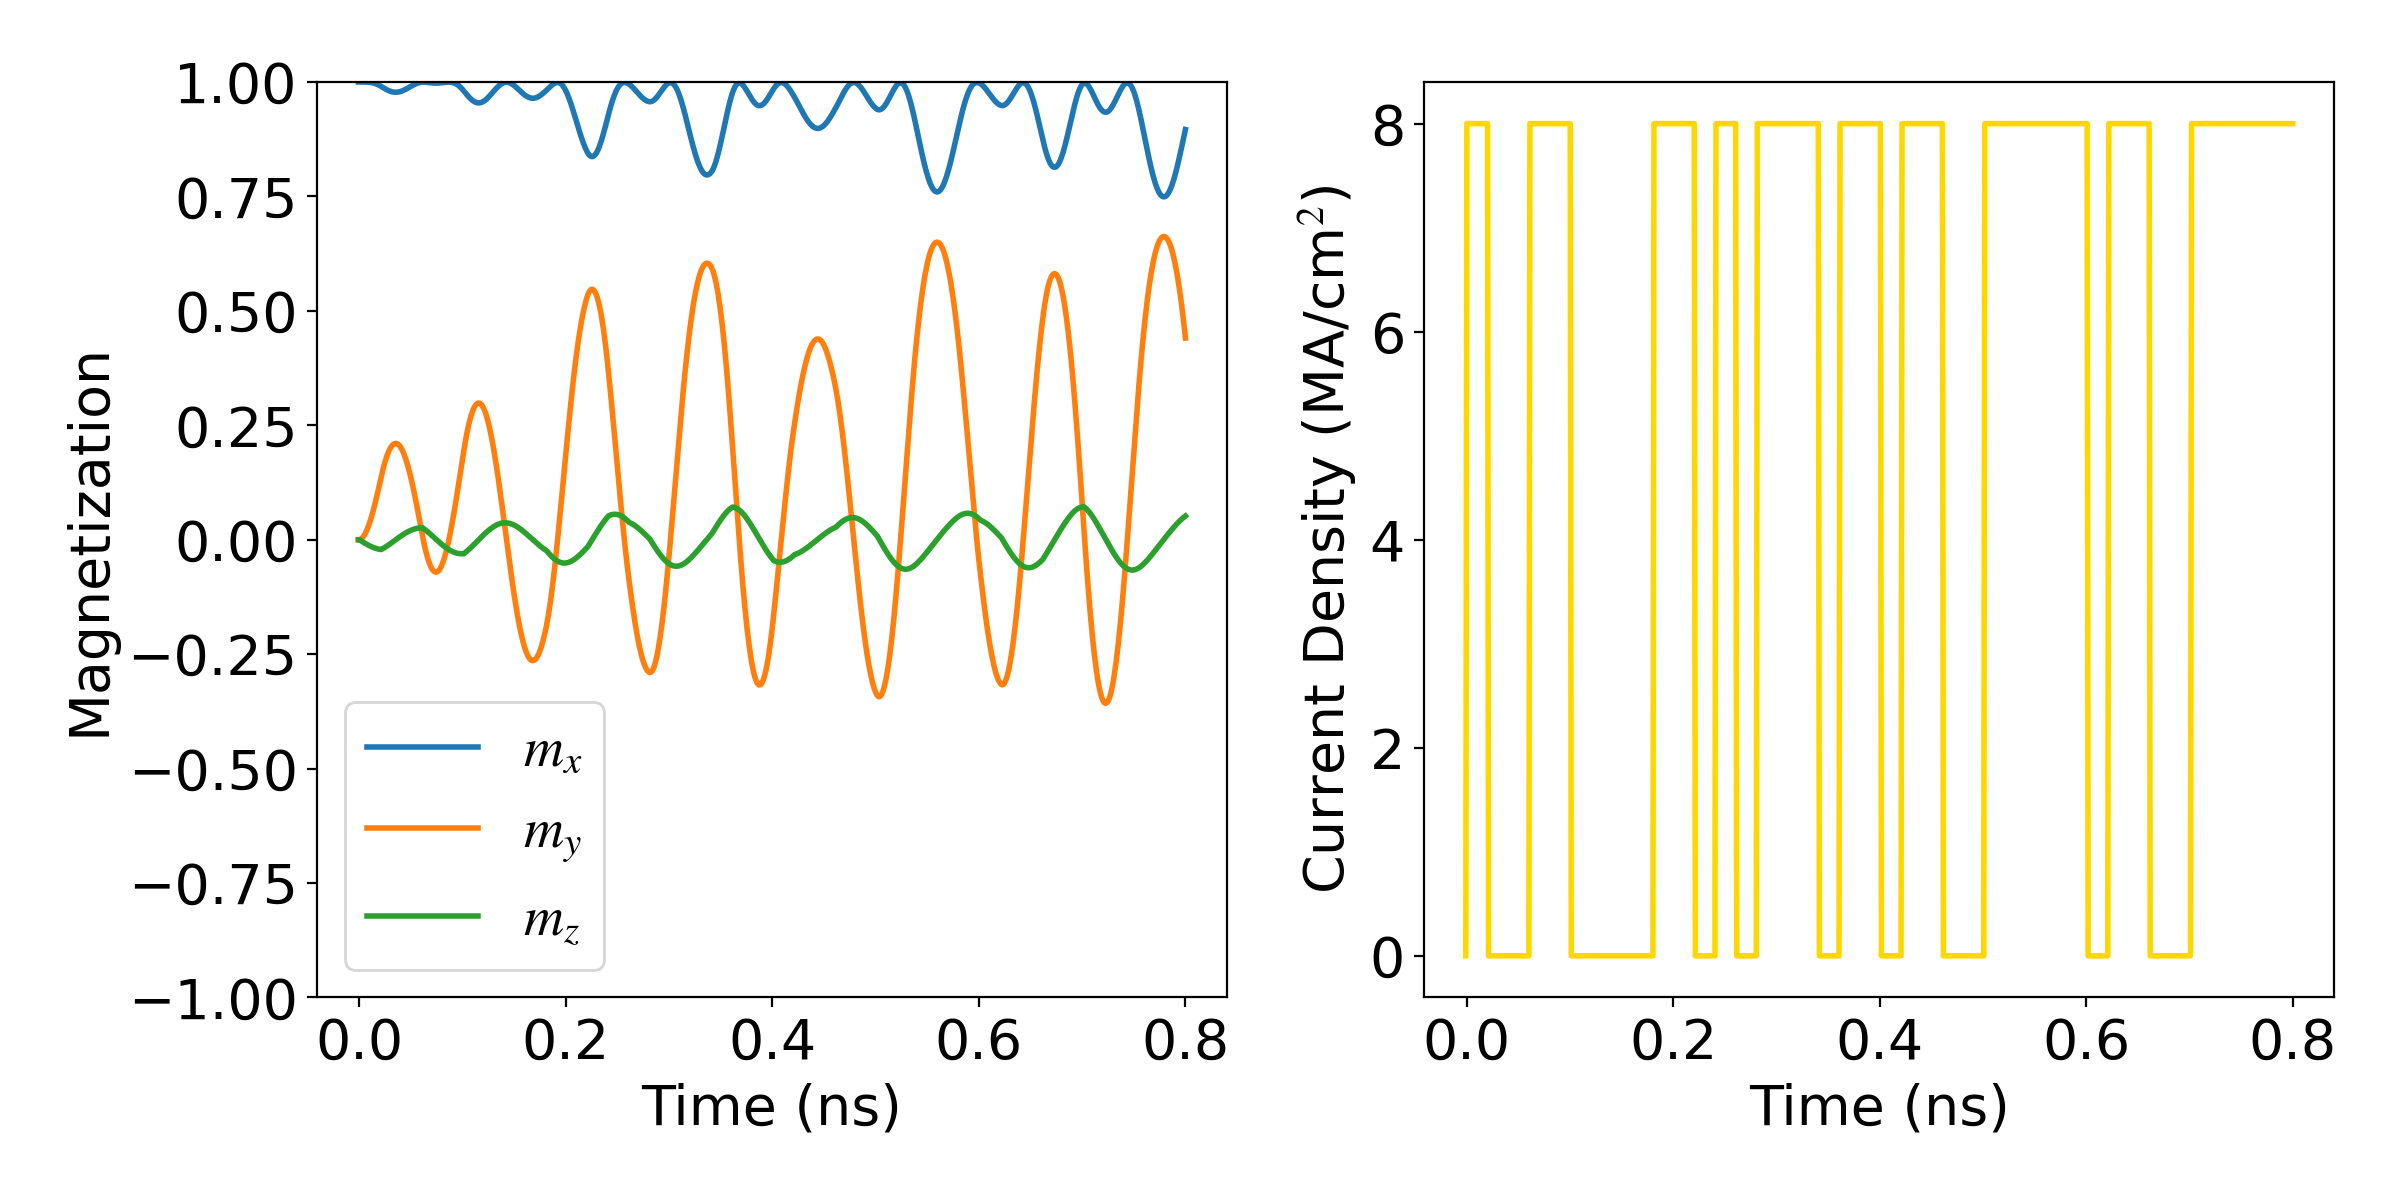 1.00
0.75
0.50
0.25
0.00
−0.25
−0.50
−0.75
−1.00
Magnetization
0.0 0.2 0.4 0.6 0.8
Time (ns)
m_x
m_y
m_z
8
6
4
2
0
Current Density (MA/cm²)
0.0 0.2 0.4 0.6 0.8
Time (ns)